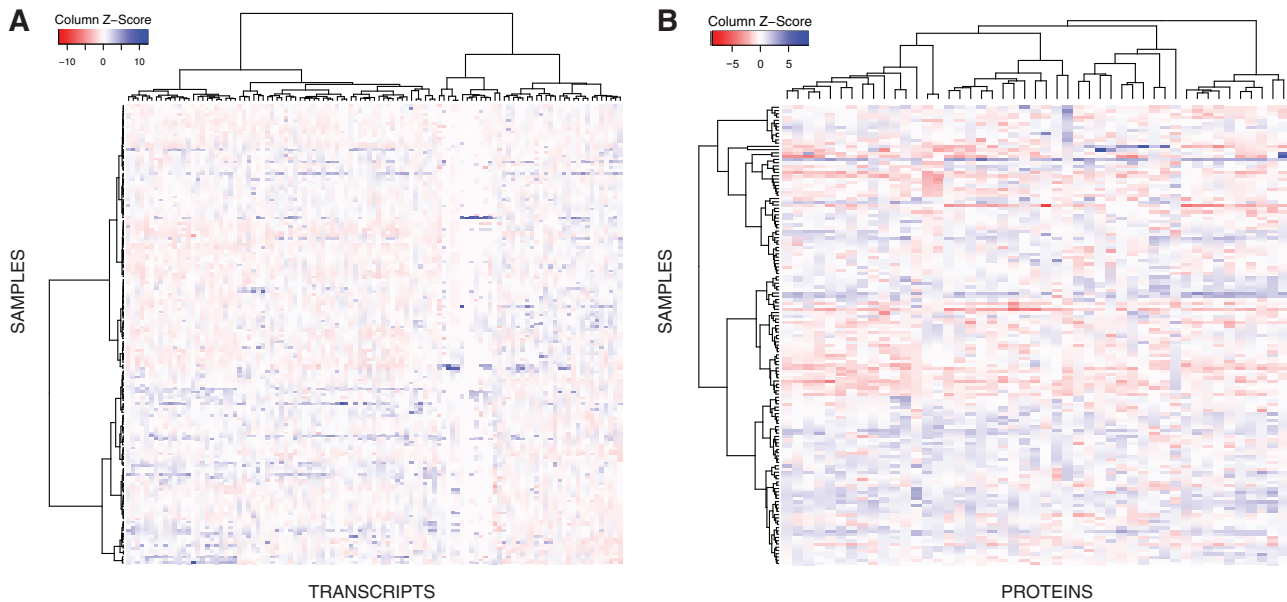 A
Column Z-Score
−10 0 10
SAMPLES
TRANSCRIPTS
B
Column Z-Score
−5 0 5
SAMPLES
PROTEINS